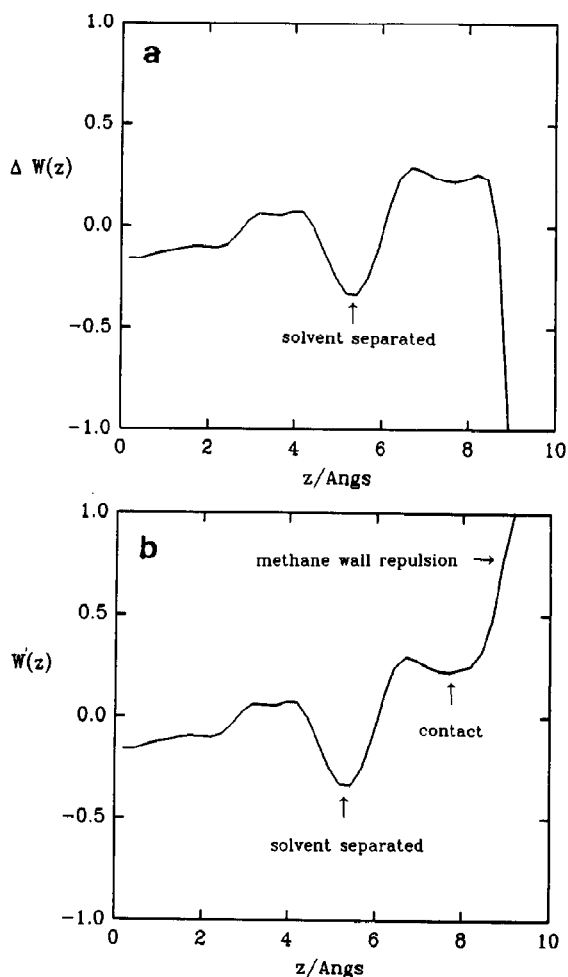 a
1.0
0.5
Δ W(z)
0.0
-0.5
-1.0
↑
solvent separated
0 2 4 6 8 10
z/Angs
b
1.0
methane wall repulsion →
0.5
W'(z)
0.0
↑
contact
-0.5
↑
solvent separated
-1.0
0 2 4 6 8 10
z/Angs